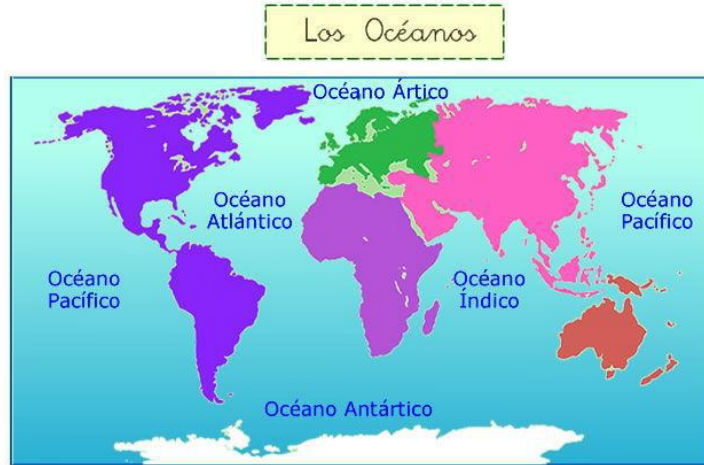 Los Océanos
Océano Ártico
Océano
Atlántico
Océano
Pacífico
Océano
Pacífico
Océano
Índico
Océano Antártico